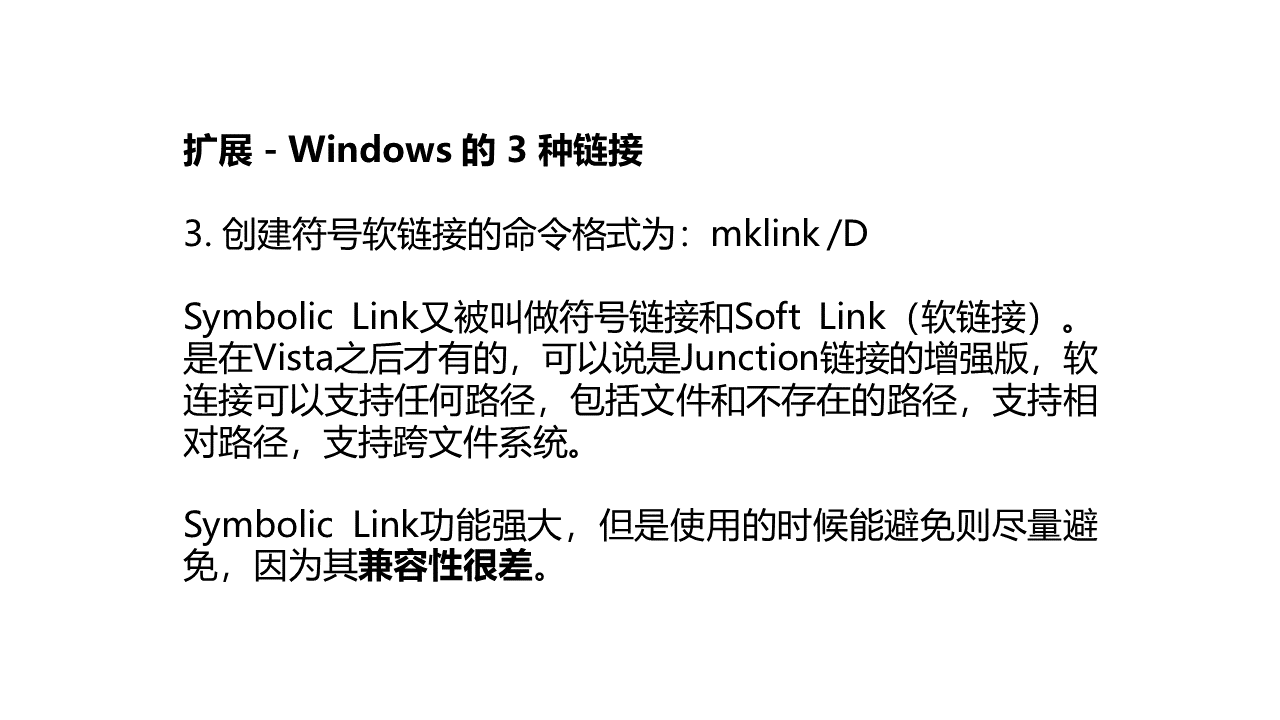 扩展 - Windows 的 3 种链接
3. 创建符号软链接的命令格式为：mklink /D
Symbolic Link又被叫做符号链接和Soft Link（软链接）。
是在Vista之后才有的，可以说是Junction链接的增强版，软
连接可以支持任何路径，包括文件和不存在的路径，支持相
对路径，支持跨文件系统。
Symbolic Link功能强大，但是使用的时候能避免则尽量避
免，因为其兼容性很差。